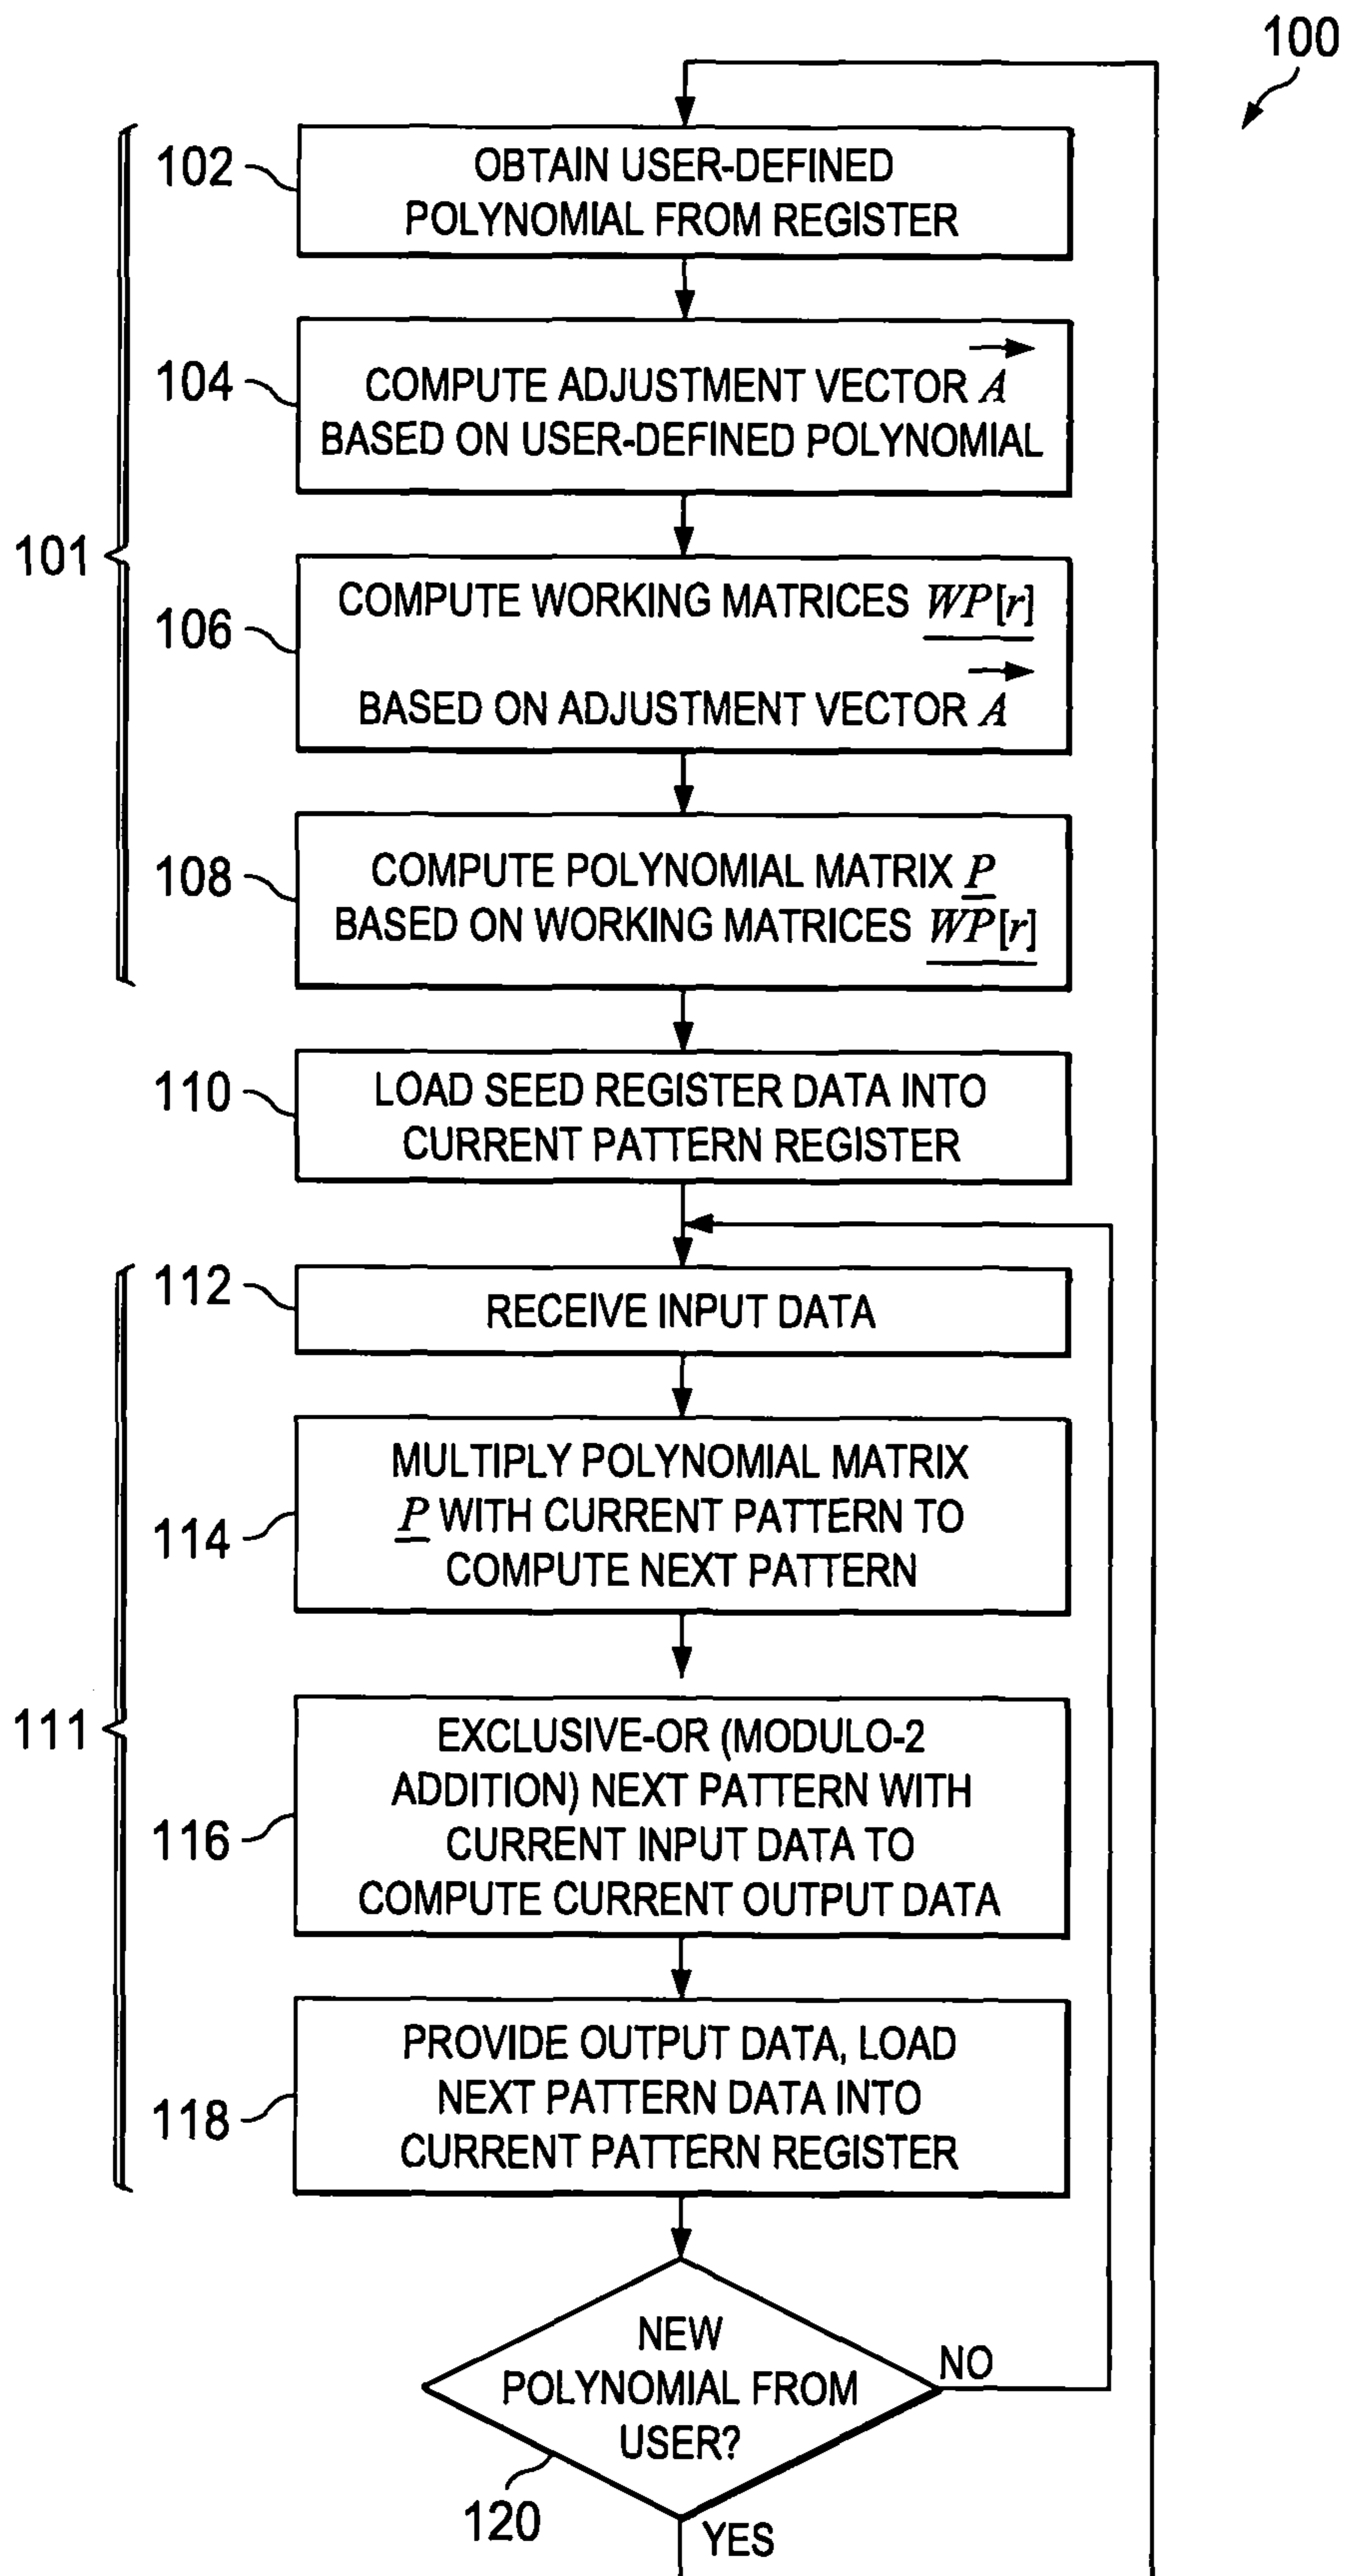 100
102
OBTAIN USER-DEFINED
POLYNOMIAL FROM REGISTER
104
COMPUTE ADJUSTMENT VECTOR A
BASED ON USER-DEFINED POLYNOMIAL
101
106
COMPUTE WORKING MATRICES WP[r]
BASED ON ADJUSTMENT VECTOR A
108
COMPUTE POLYNOMIAL MATRIX P
BASED ON WORKING MATRICES WP[r]
110
LOAD SEED REGISTER DATA INTO
CURRENT PATTERN REGISTER
112
RECEIVE INPUT DATA
114
MULTIPLY POLYNOMIAL MATRIX
P WITH CURRENT PATTERN TO
COMPUTE NEXT PATTERN
111
116
EXCLUSIVE-OR (MODULO-2
ADDITION) NEXT PATTERN WITH
CURRENT INPUT DATA TO
COMPUTE CURRENT OUTPUT DATA
118
PROVIDE OUTPUT DATA, LOAD
NEXT PATTERN DATA INTO
CURRENT PATTERN REGISTER
NEW
POLYNOMIAL FROM
USER?
NO
120
YES